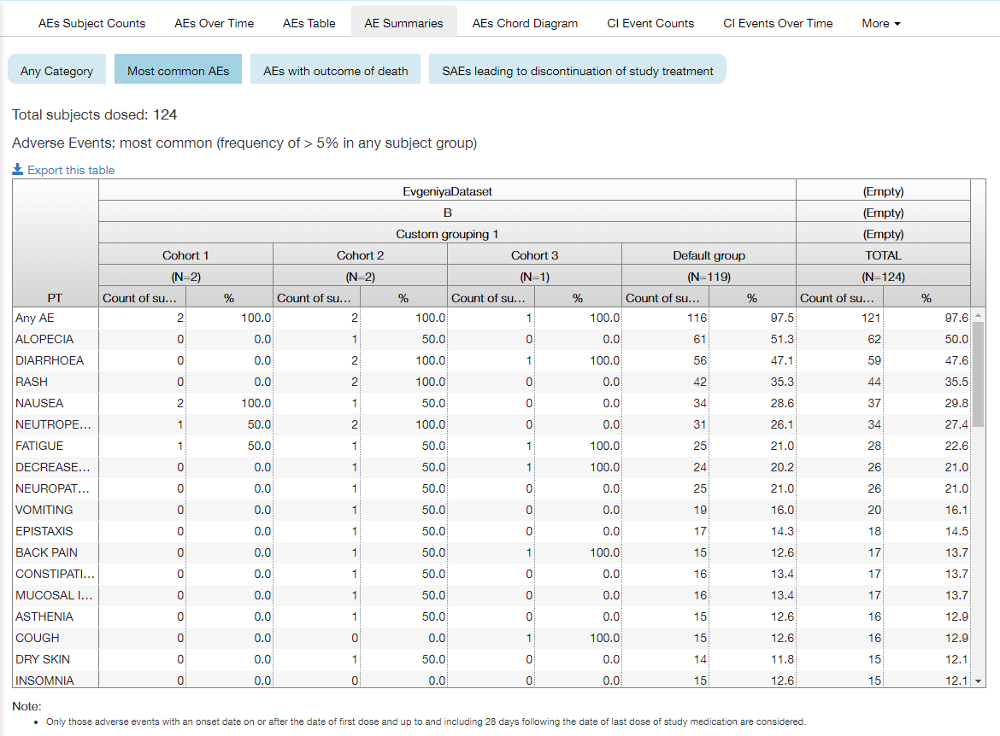 AEs Subject Counts AEs Over Time AEs Table AE Summaries AEs Chord Diagram CI Event Counts CI Events Over Time More
Any Category Most common AEs AEs with outcome of death SAEs leading to discontinuation of study treatment
Total subjects dosed: 124
Adverse Events; most common (frequency of > 5% in any subject group)
Export this table
EvgeniyaDataset (Empty)
B (Empty)
Custom grouping 1 (Empty)
Cohort 1 Cohort 2 Cohort 3 Default group TOTAL
(N=2) (N=2) (N=1) (N=119) (N=124)
PT Count of su... % Count of su... % Count of su... % Count of su... % Count of su... %
Any AE 2 100.0 2 100.0 1 100.0 116 97.5 121 97.6
ALOPECIA 0 0.0 1 50.0 0 0.0 61 51.3 62 50.0
DIARRHOEA 0 0.0 2 100.0 1 100.0 56 47.1 59 47.6
RASH 0 0.0 2 100.0 0 0.0 42 35.3 44 35.5
NAUSEA 2 100.0 1 50.0 0 0.0 34 28.6 37 29.8
NEUTROPE... 1 50.0 2 100.0 0 0.0 31 26.1 34 27.4
FATIGUE 1 50.0 1 50.0 1 100.0 25 21.0 28 22.6
DECREASE... 0 0.0 1 50.0 1 100.0 24 20.2 26 21.0
NEUROPAT... 0 0.0 1 50.0 0 0.0 25 21.0 26 21.0
VOMITING 0 0.0 1 50.0 0 0.0 19 16.0 20 16.1
EPISTAXIS 0 0.0 1 50.0 0 0.0 17 14.3 18 14.5
BACK PAIN 0 0.0 1 50.0 1 100.0 15 12.6 17 13.7
CONSTIPATI... 0 0.0 1 50.0 0 0.0 16 13.4 17 13.7
MUCOSAL I... 0 0.0 1 50.0 0 0.0 16 13.4 17 13.7
ASTHENIA 0 0.0 1 50.0 0 0.0 15 12.6 16 12.9
COUGH 0 0.0 0 0.0 1 100.0 15 12.6 16 12.9
DRY SKIN 0 0.0 1 50.0 0 0.0 14 11.8 15 12.1
INSOMNIA 0 0.0 0 0.0 0 0.0 15 12.6 15 12.1
Note:
• Only those adverse events with an onset date on or after the date of first dose and up to and including 28 days following the date of last dose of study medication are considered.